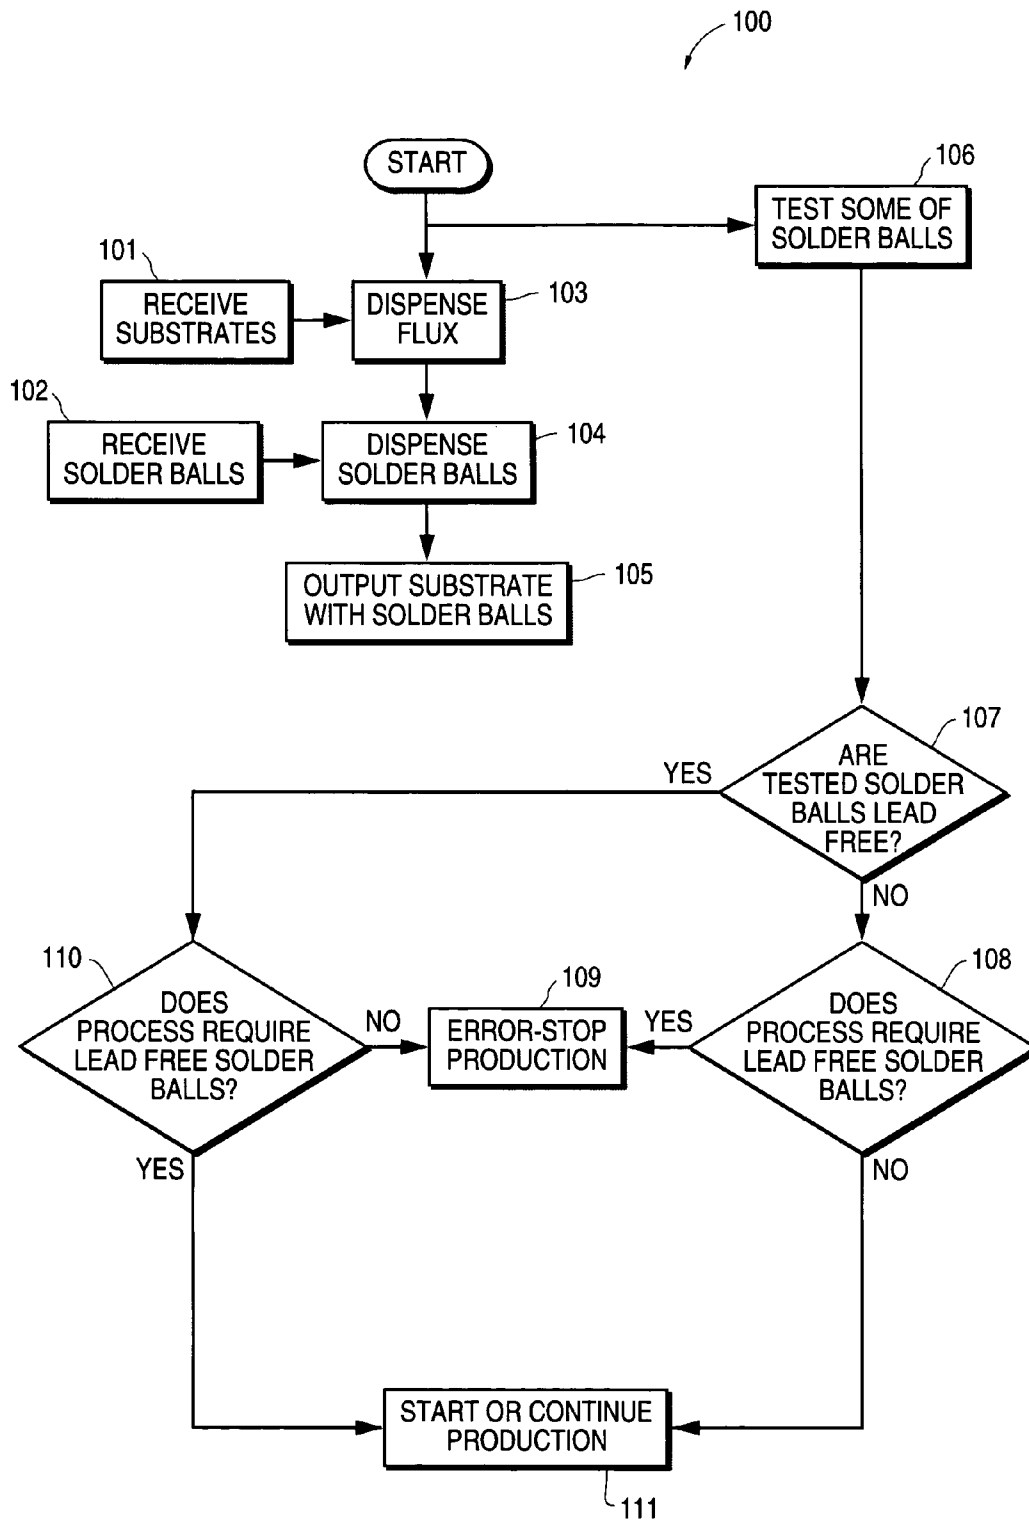 100
START
106
TEST SOME OF
SOLDER BALLS
101
RECEIVE
SUBSTRATES
103
DISPENSE
FLUX
102
RECEIVE
SOLDER BALLS
104
DISPENSE
SOLDER BALLS
105
OUTPUT SUBSTRATE
WITH SOLDER BALLS
107
ARE
TESTED SOLDER
BALLS LEAD
FREE?
YES
NO
110
DOES
PROCESS REQUIRE
LEAD FREE SOLDER
BALLS?
NO
YES
109
ERROR-STOP
PRODUCTION
108
DOES
PROCESS REQUIRE
LEAD FREE SOLDER
BALLS?
YES
NO
START OR CONTINUE
PRODUCTION
111